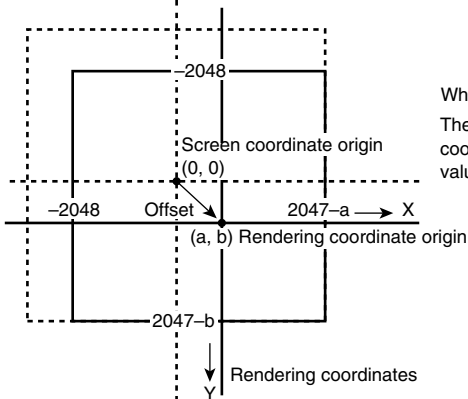 –2048
Wh
The
coo
valu
Screen coordinate origin
(0, 0)
–2048
Offset
2047–a
X
(a, b) Rendering coordinate origin
2047–b
Rendering coordinates
Y